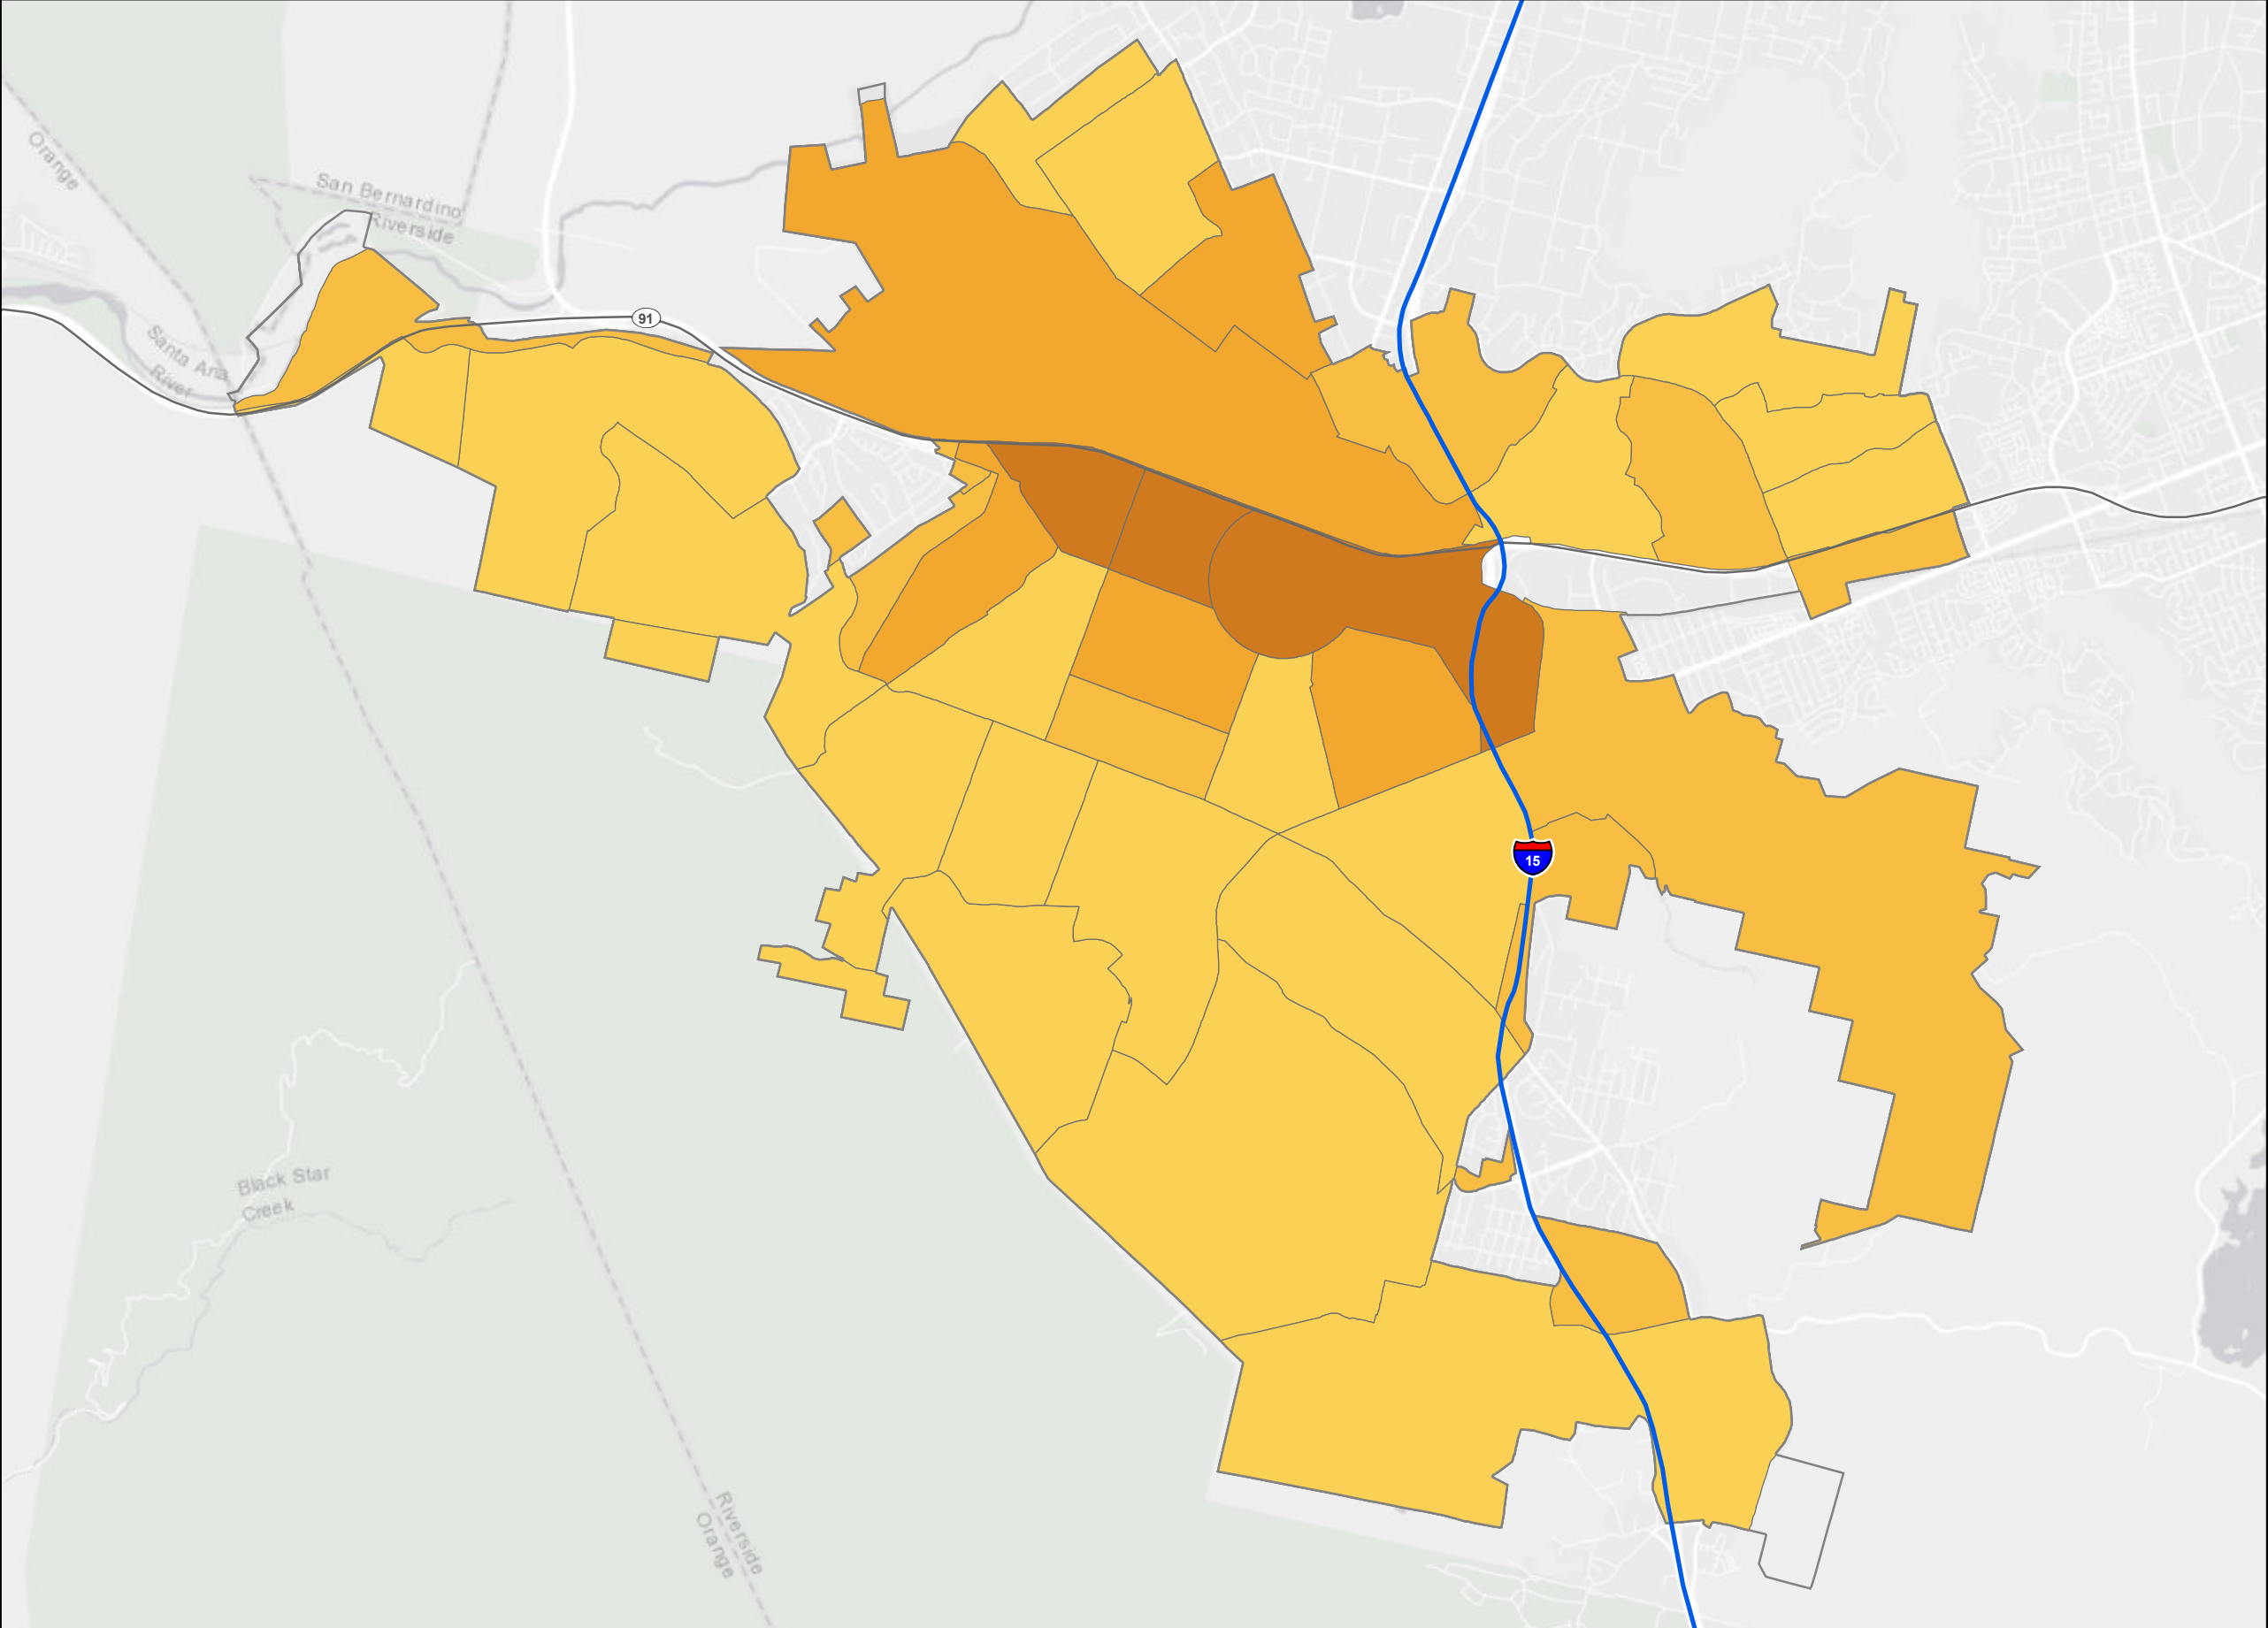 Orange
San Bernardino
Riverside
91
Santa Ana
River
15
Black Star
Creek
Riverside
Orange